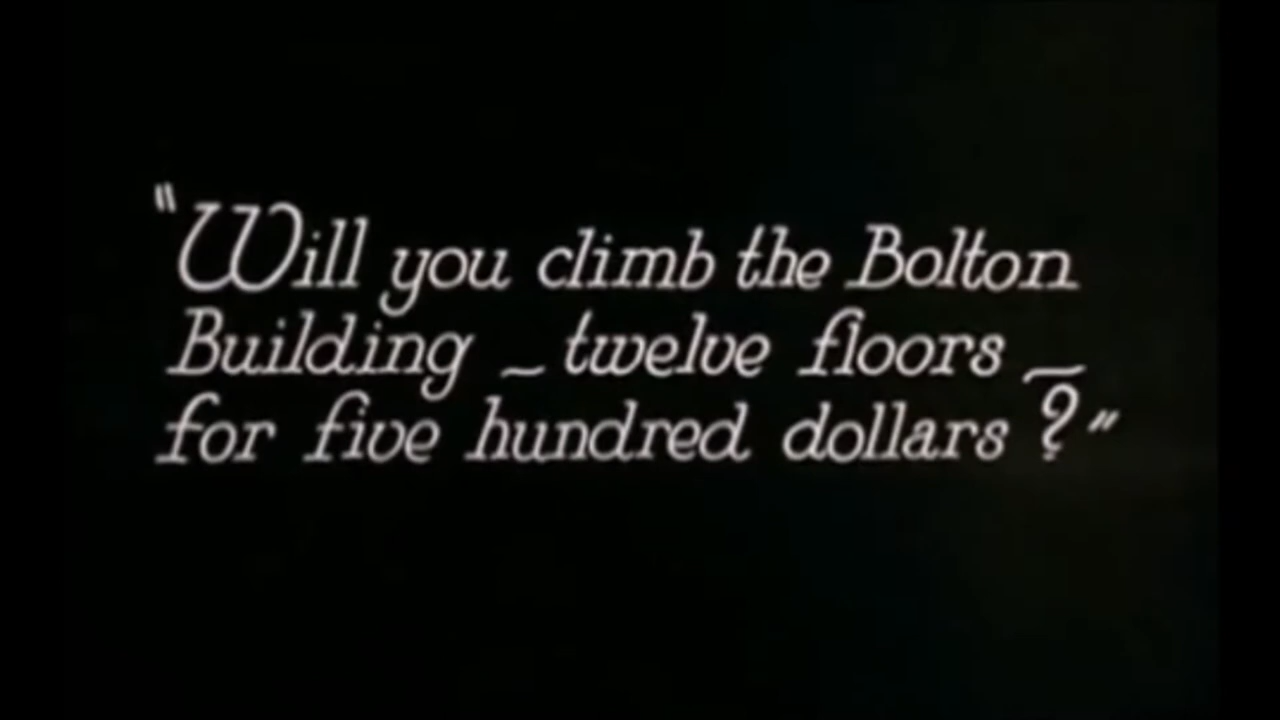 "Will you climb the Bolton
Building – twelve floors –
for five hundred dollars?"